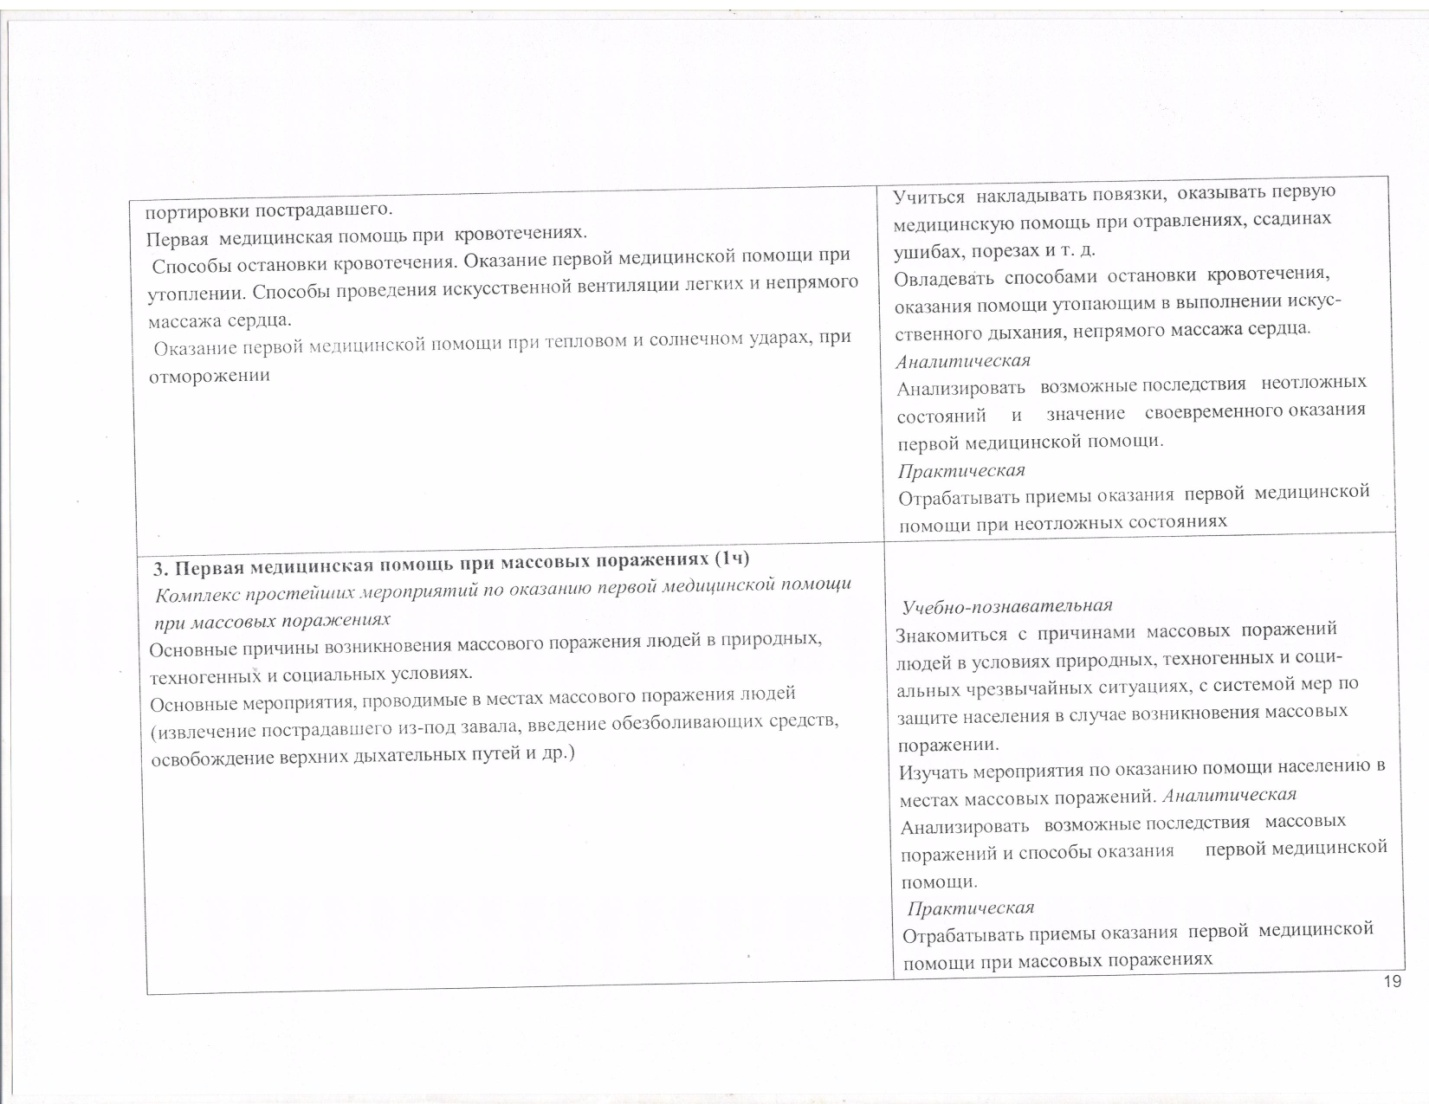 портировки пострадавшего.
Первая медицинская помощь при кровотечениях.
Способы остановки кровотечения. Оказание первой медицинской помощи при
утоплении. Способы проведения искусственной вентиляции легких и непрямого
массажа сердца.
Оказание первой медицинской помощи при тепловом и солнечном ударах, при
отморожении
Учиться накладывать повязки, оказывать первую
медицинскую помощь при отравлениях, ссадинах
ушибах, порезах и т. д.
Овладевать способами остановки кровотечения,
оказания помощи утопающим в выполнении искус-
ственного дыхания, непрямого массажа сердца.
Аналитическая
Анализировать возможные последствия неотложных
состояний и значение своевременного оказания
первой медицинской помощи.
Практическая
Отрабатывать приемы оказания первой медицинской
помощи при неотложных состояниях
3. Первая медицинская помощь при массовых поражениях (1ч)
Комплекс простейших мероприятий по оказанию первой медицинской помощи
при массовых поражениях
Основные причины возникновения массового поражения людей в природных,
техногенных и социальных условиях.
Основные мероприятия, проводимые в местах массового поражения людей
(извлечение пострадавшего из-под завала, введение обезболивающих средств,
освобождение верхних дыхательных путей и др.)
Учебно-познавательная
Знакомиться с причинами массовых поражений
людей в условиях природных, техногенных и соци-
альных чрезвычайных ситуациях, с системой мер по
защите населения в случае возникновения массовых
поражении.
Изучать мероприятия по оказанию помощи населению в
местах массовых поражений. Аналитическая
Анализировать возможные последствия массовых
поражений и способы оказания первой медицинской
помощи.
Практическая
Отрабатывать приемы оказания первой медицинской
помощи при массовых поражениях
19